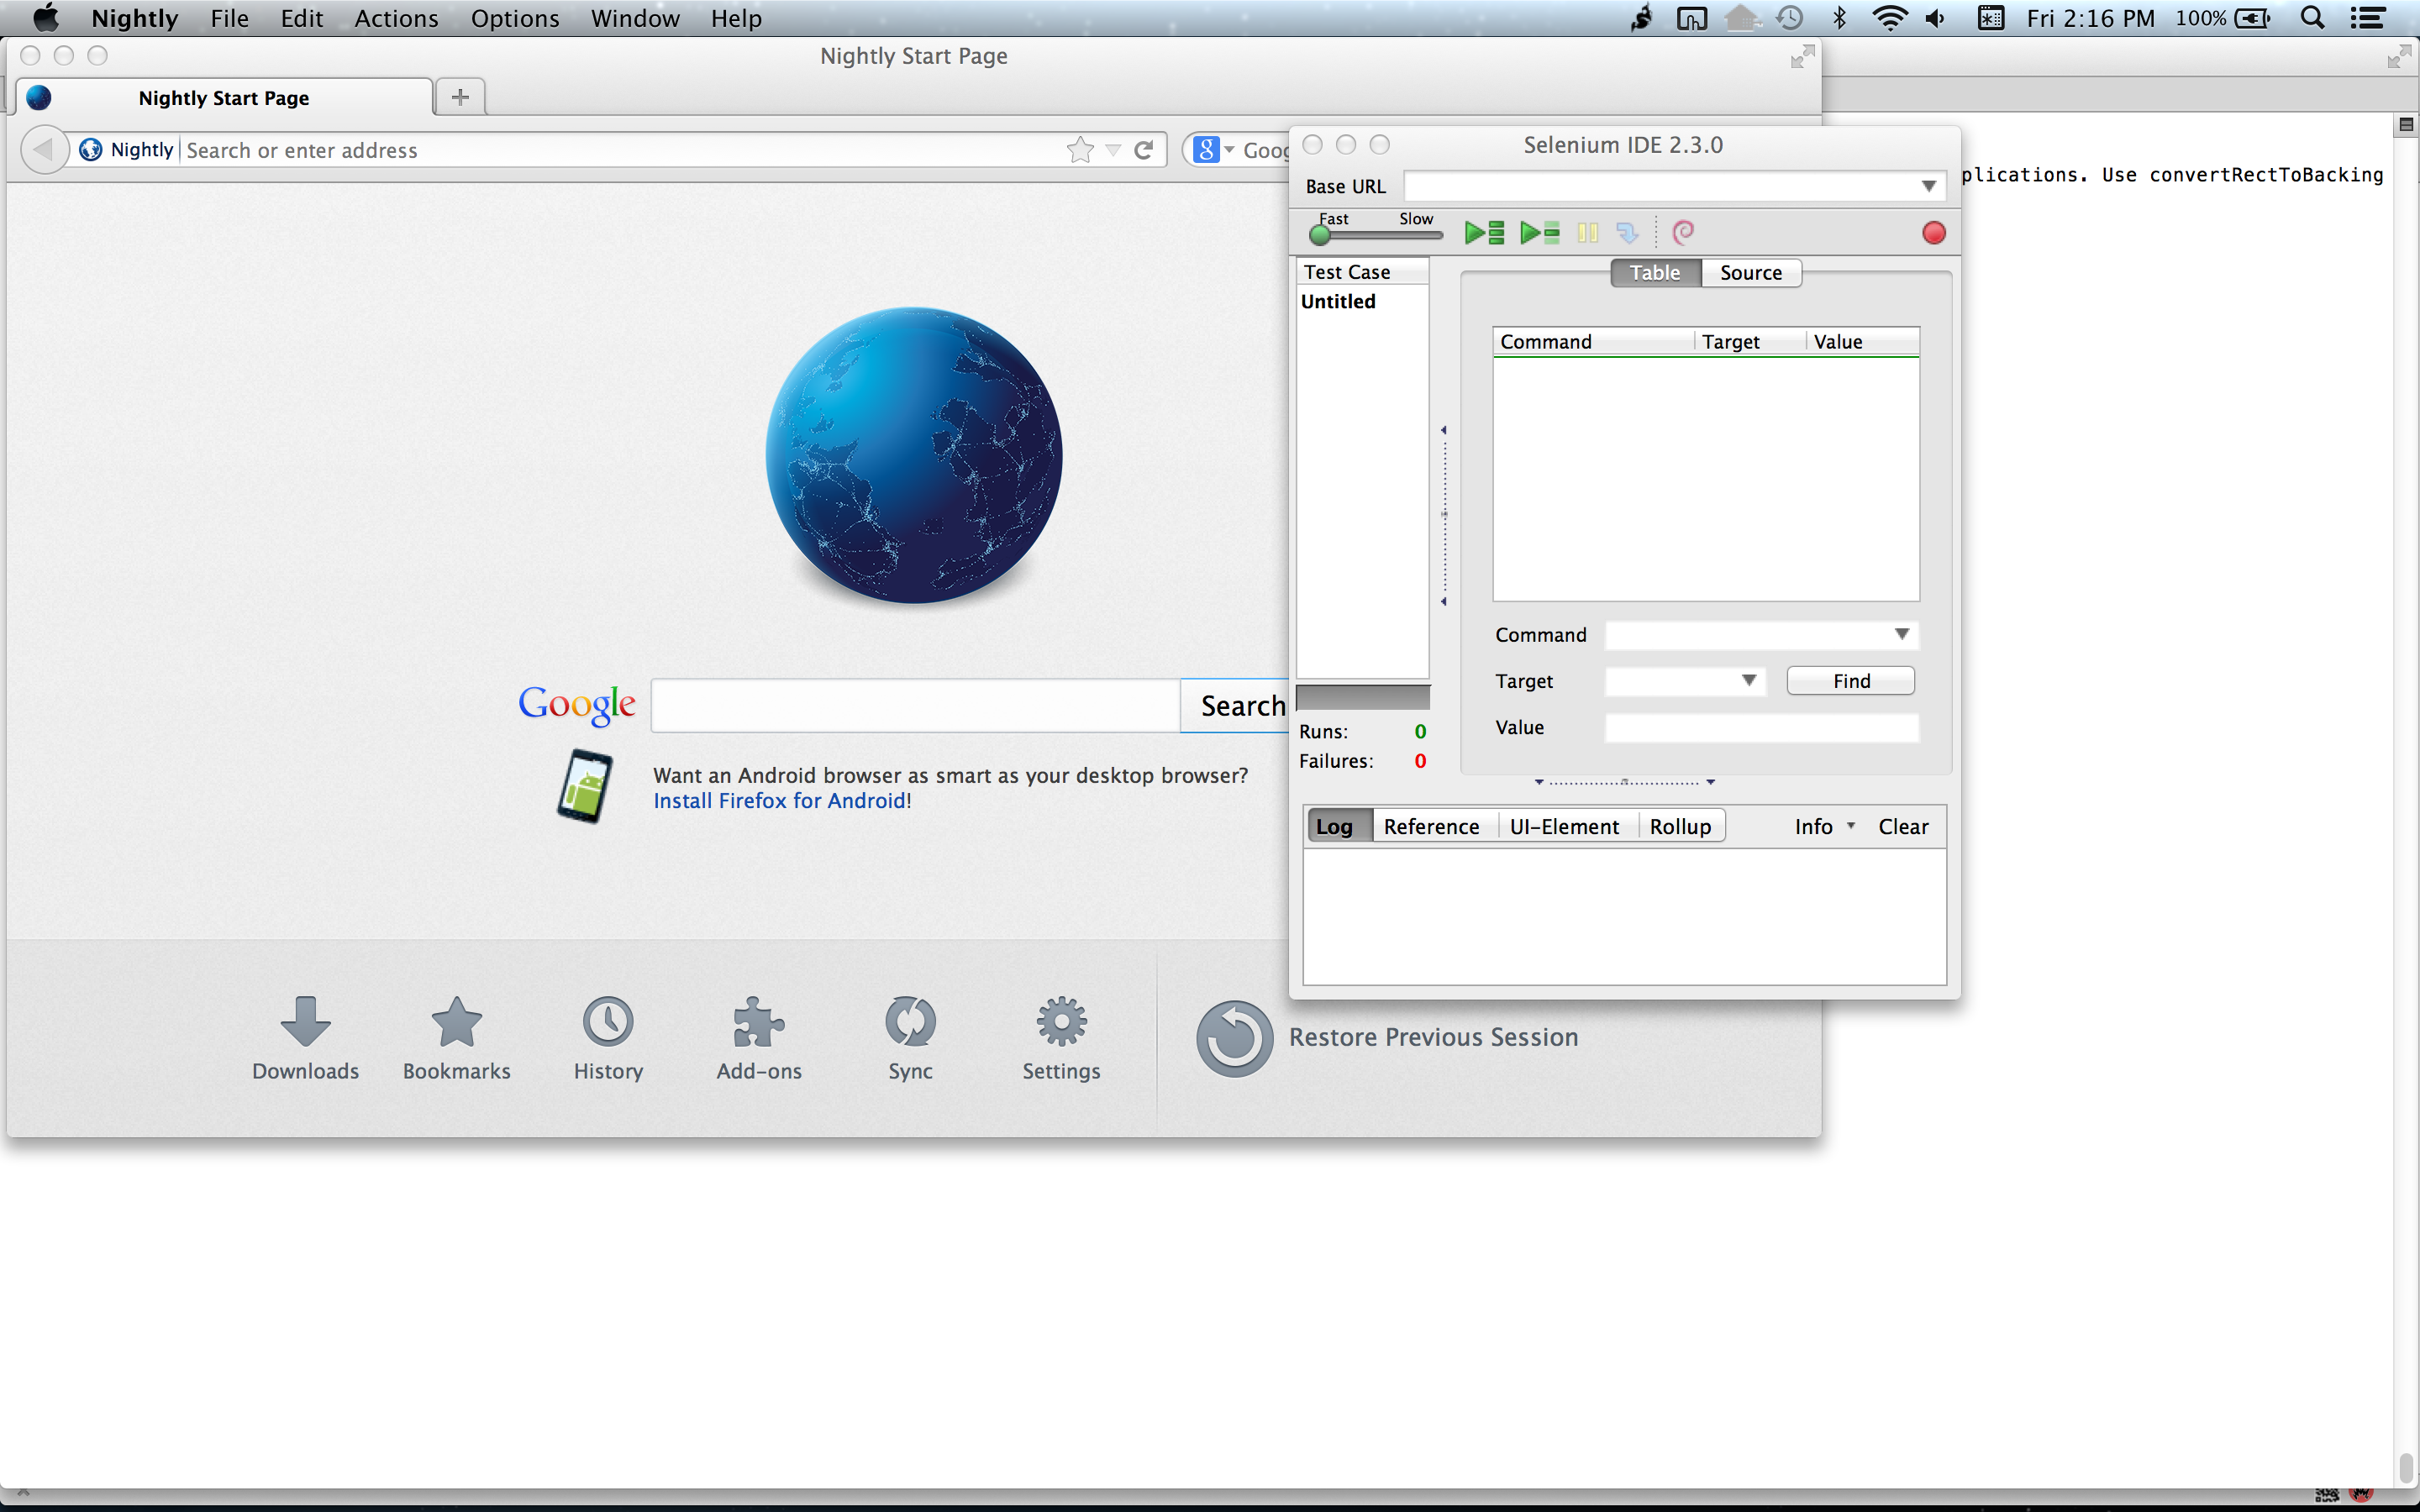 Nightly File Edit Actions Options Window Help Fri 2:16 PM 100%
Nightly Start Page
Nightly Start Page
Nightly Search or enter address
plications. Use convertRectToBacking
Selenium IDE 2.3.0
Base URL
Fast Slow
Test Case
Untitled
Table Source
Command Target Value
Command
Target Find
Value
Runs: 0
Failures: 0
Log Reference UI-Element Rollup Info Clear
Google Search
Want an Android browser as smart as your desktop browser?
Install Firefox for Android!
Downloads Bookmarks History Add-ons Sync Settings Restore Previous Session